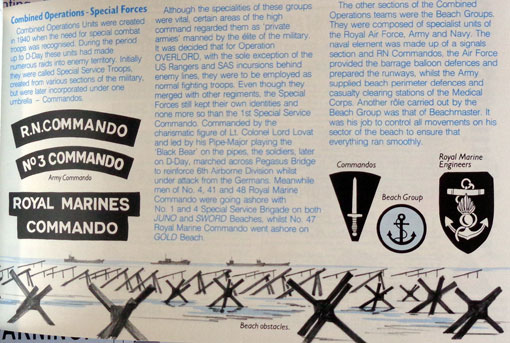 Combined Operations - Special Forces
Combined Operations Units were created
in 1940 when the need for special combat
troops was recognised. During the period
up to D-Day these units had made
numerous raids into enemy territory. Initially
they were called Special Service Troops,
created from various sections of the military,
but were later incorporated under one
umbrella - Commandos.
R.N. COMMANDO
No 3 COMMANDO
Army Commando
ROYAL MARINES
COMMANDO
Although the specialities of these groups
were vital, certain areas of the high
command regarded them as 'private
armies' manned by the élite of the military.
It was decided that for Operation
OVERLORD, with the sole exception of the
US Rangers and SAS incursions behind
enemy lines, they were to be employed as
normal fighting troops. Even though they
merged with other regiments, the Special
Forces still kept their own identities and
none more so than the 1st Special Service
Commando. Commanded by the
charismatic figure of Lt. Colonel Lord Lovat
and led by his Pipe-Major playing the
'Black Bear' on the pipes, the soldiers, later
on D-Day, marched across Pegasus Bridge
to reinforce 6th Airborne Division whilst
under attack from the Germans. Meanwhile
men of No. 4, 41 and 48 Royal Marine
Commando were going ashore with
No. 1 and 4 Special Service Brigade on both
JUNO and SWORD Beaches, whilst No. 47
Royal Marine Commando went ashore on
GOLD Beach.
The other sections of the Combined
Operations teams were the Beach Groups.
They were composed of specialist units of
the Royal Air Force, Army and Navy. The
naval element was made up of a signals
section and RN Commandos, the Air Force
provided the barrage balloon defences and
prepared the runways, whilst the Army
supplied beach perimeter defences and
casualty clearing stations of the Medical
Corps. Another rôle carried out by the
Beach Group was that of Beachmaster. It
was his job to control all movements on his
sector of the beach to ensure that
everything ran smoothly.
Commandos
Beach Group
Royal Marine
Engineers
Beach obstacles.